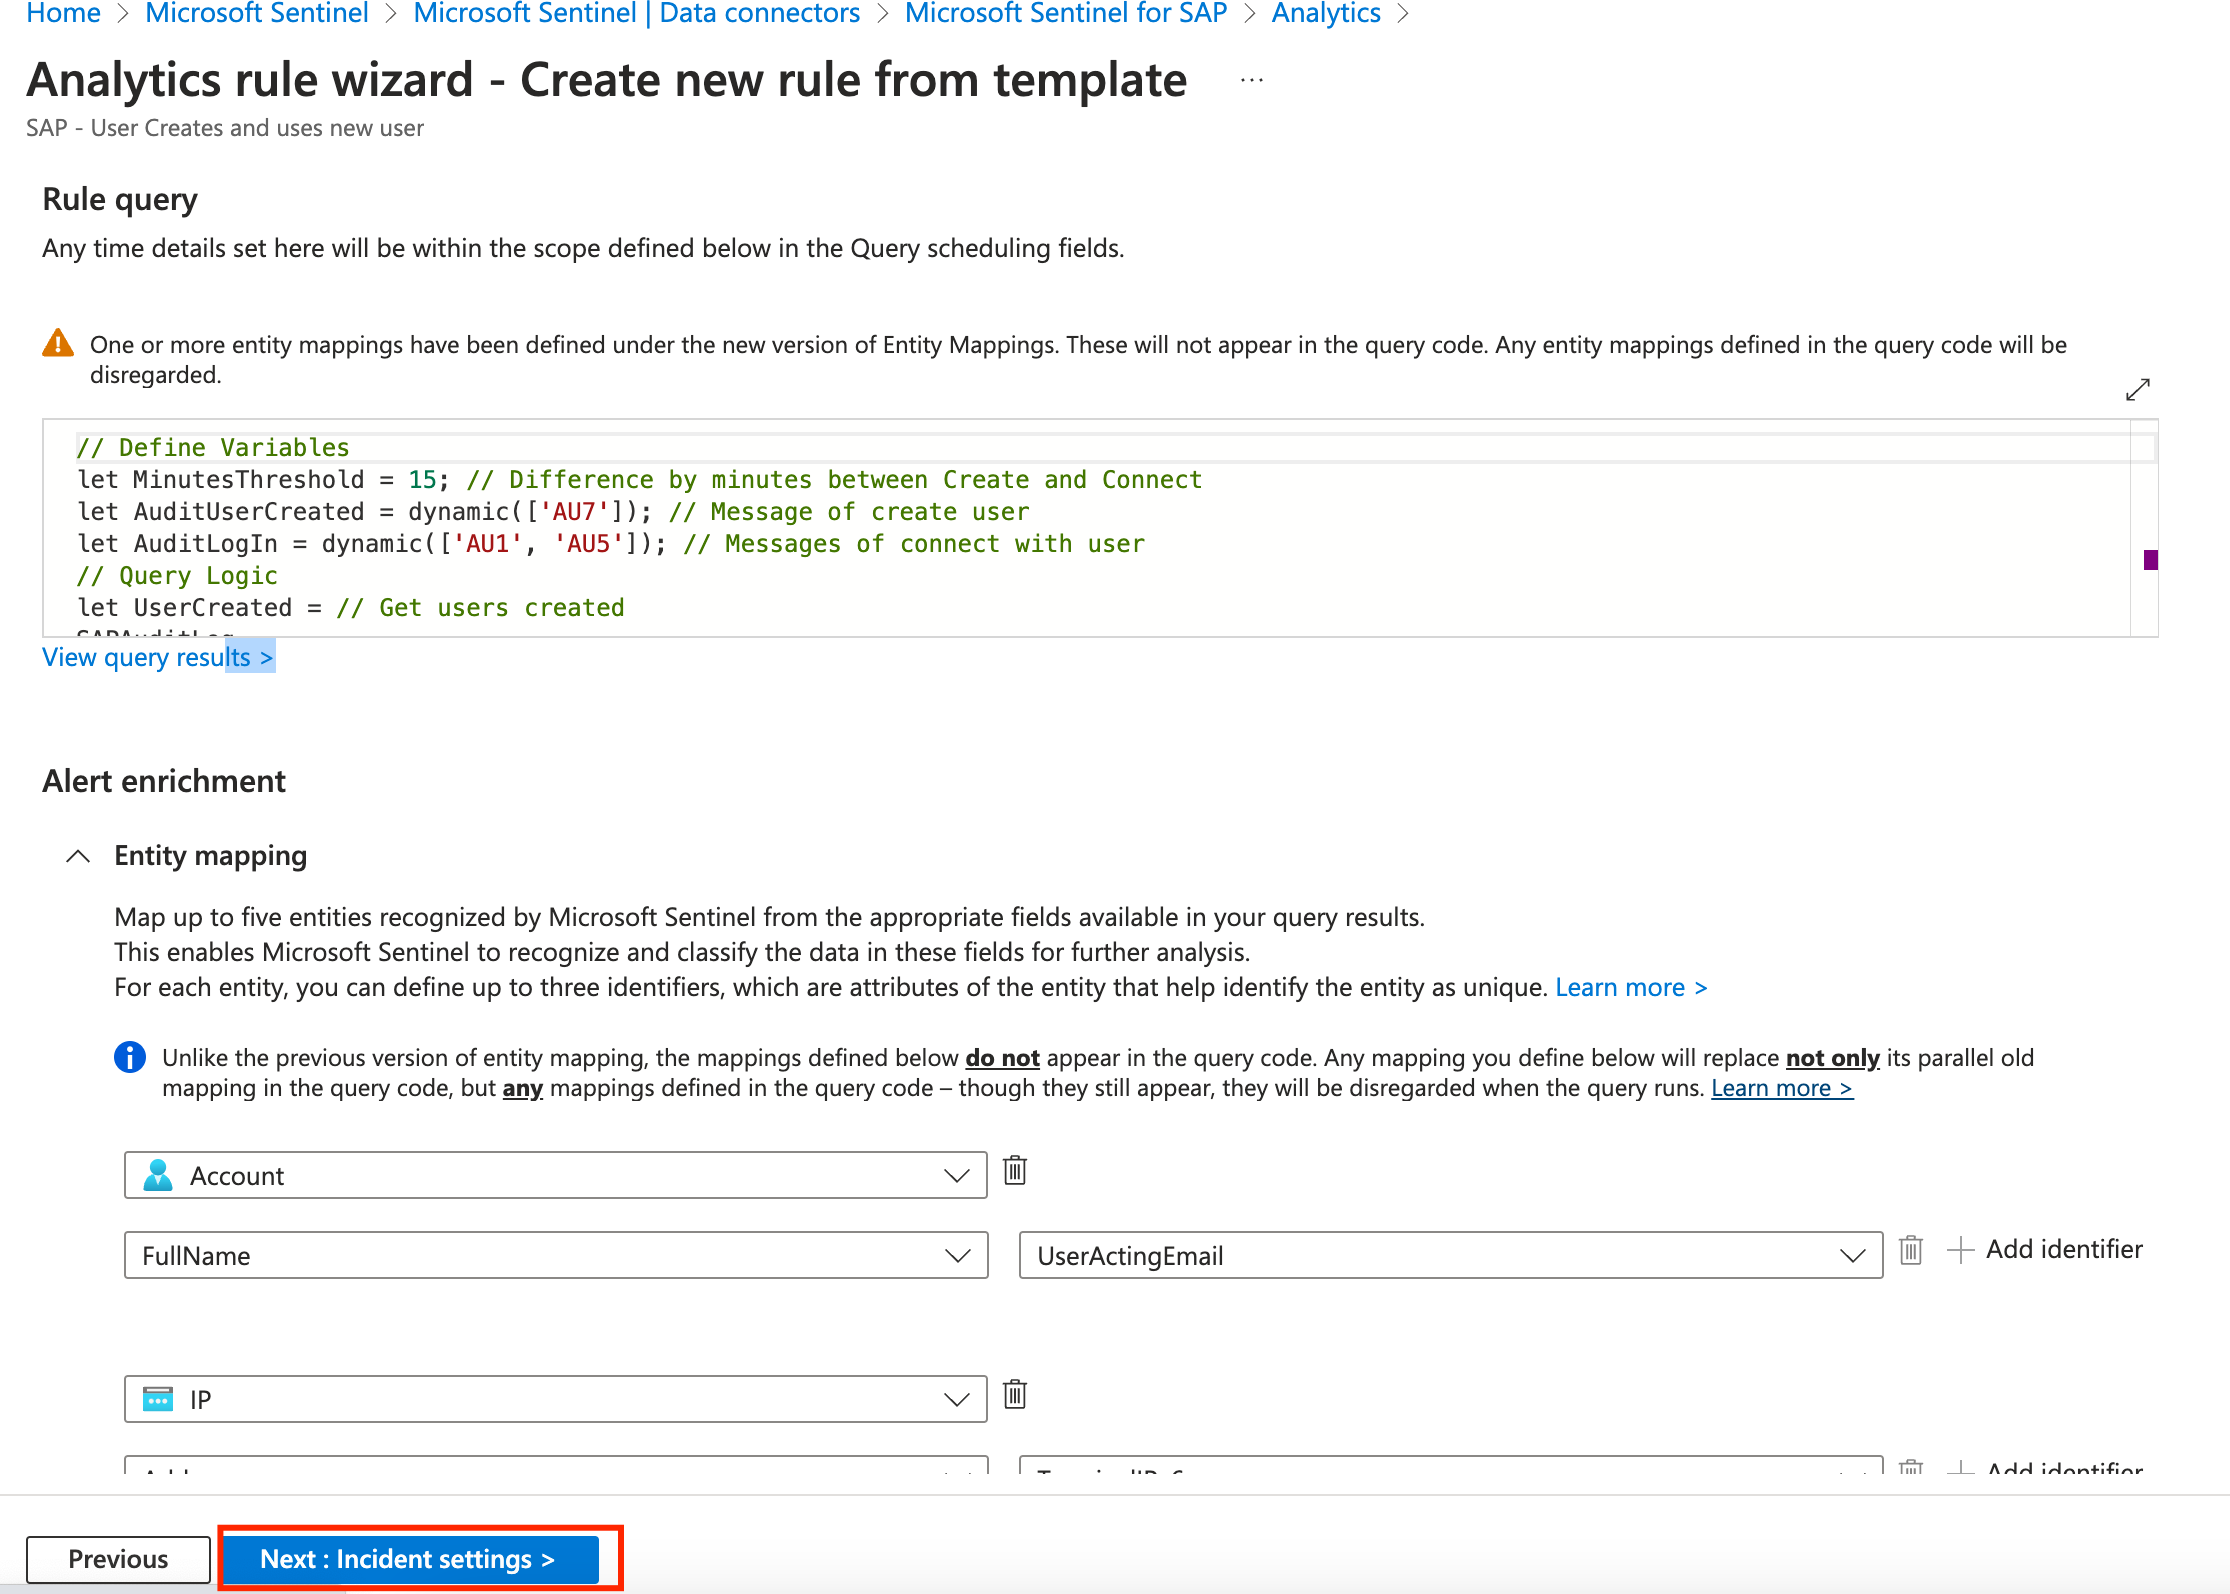 Home > Microsoft Sentinel > Microsoft Sentinel | Data connectors > Microsoft Sentinel for SAP > Analytics >
Analytics rule wizard - Create new rule from template ...
SAP - User Creates and uses new user
Rule query
Any time details set here will be within the scope defined below in the Query scheduling fields.
One or more entity mappings have been defined under the new version of Entity Mappings. These will not appear in the query code. Any entity mappings defined in the query code will be
disregarded.
// Define Variables
let MinutesThreshold = 15; // Difference by minutes between Create and Connect
let AuditUserCreated = dynamic(['AU7']); // Message of create user
let AuditLogIn = dynamic(['AU1', 'AU5']); // Messages of connect with user
// Query Logic
let UserCreated = // Get users created
SAPAuditLog
View query results >
Alert enrichment
Entity mapping
Map up to five entities recognized by Microsoft Sentinel from the appropriate fields available in your query results.
This enables Microsoft Sentinel to recognize and classify the data in these fields for further analysis.
For each entity, you can define up to three identifiers, which are attributes of the entity that help identify the entity as unique. Learn more >
Unlike the previous version of entity mapping, the mappings defined below do not appear in the query code. Any mapping you define below will replace not only its parallel old
mapping in the query code, but any mappings defined in the query code – though they still appear, they will be disregarded when the query runs. Learn more >
Account
FullName UserActingEmail Add identifier
IP
Add identifier
Previous Next : Incident settings >